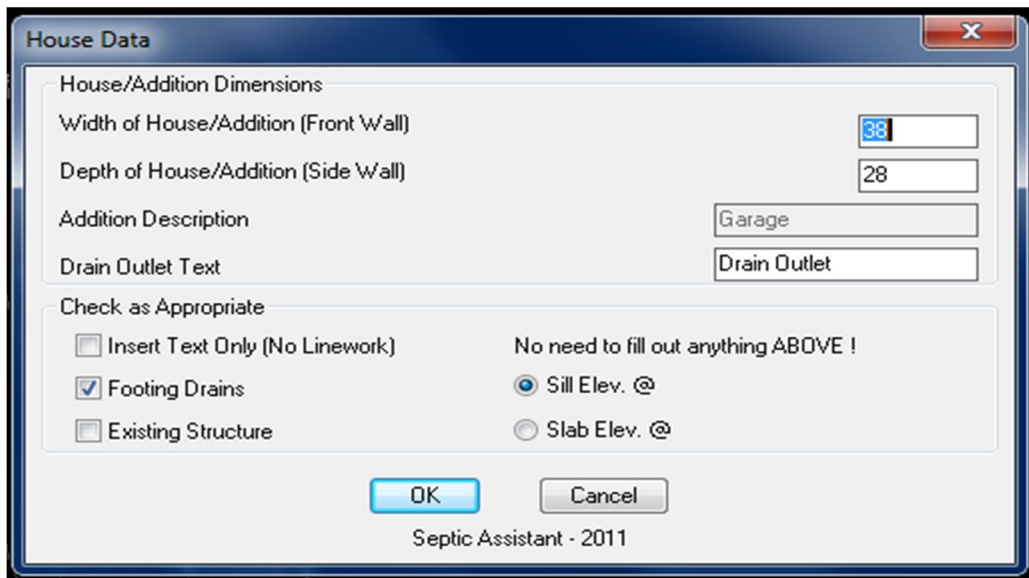 House Data
X
House/Addition Dimensions
Width of House/Addition (Front Wall)
38
Depth of House/Addition (Side Wall)
28
Addition Description
Garage
Drain Outlet Text
Drain Outlet
Check as Appropriate
Insert Text Only (No Linework)
No need to fill out anything ABOVE !
Footing Drains
Sill Elev. @
Existing Structure
Slab Elev. @
OK
Cancel
Septic Assistant - 2011